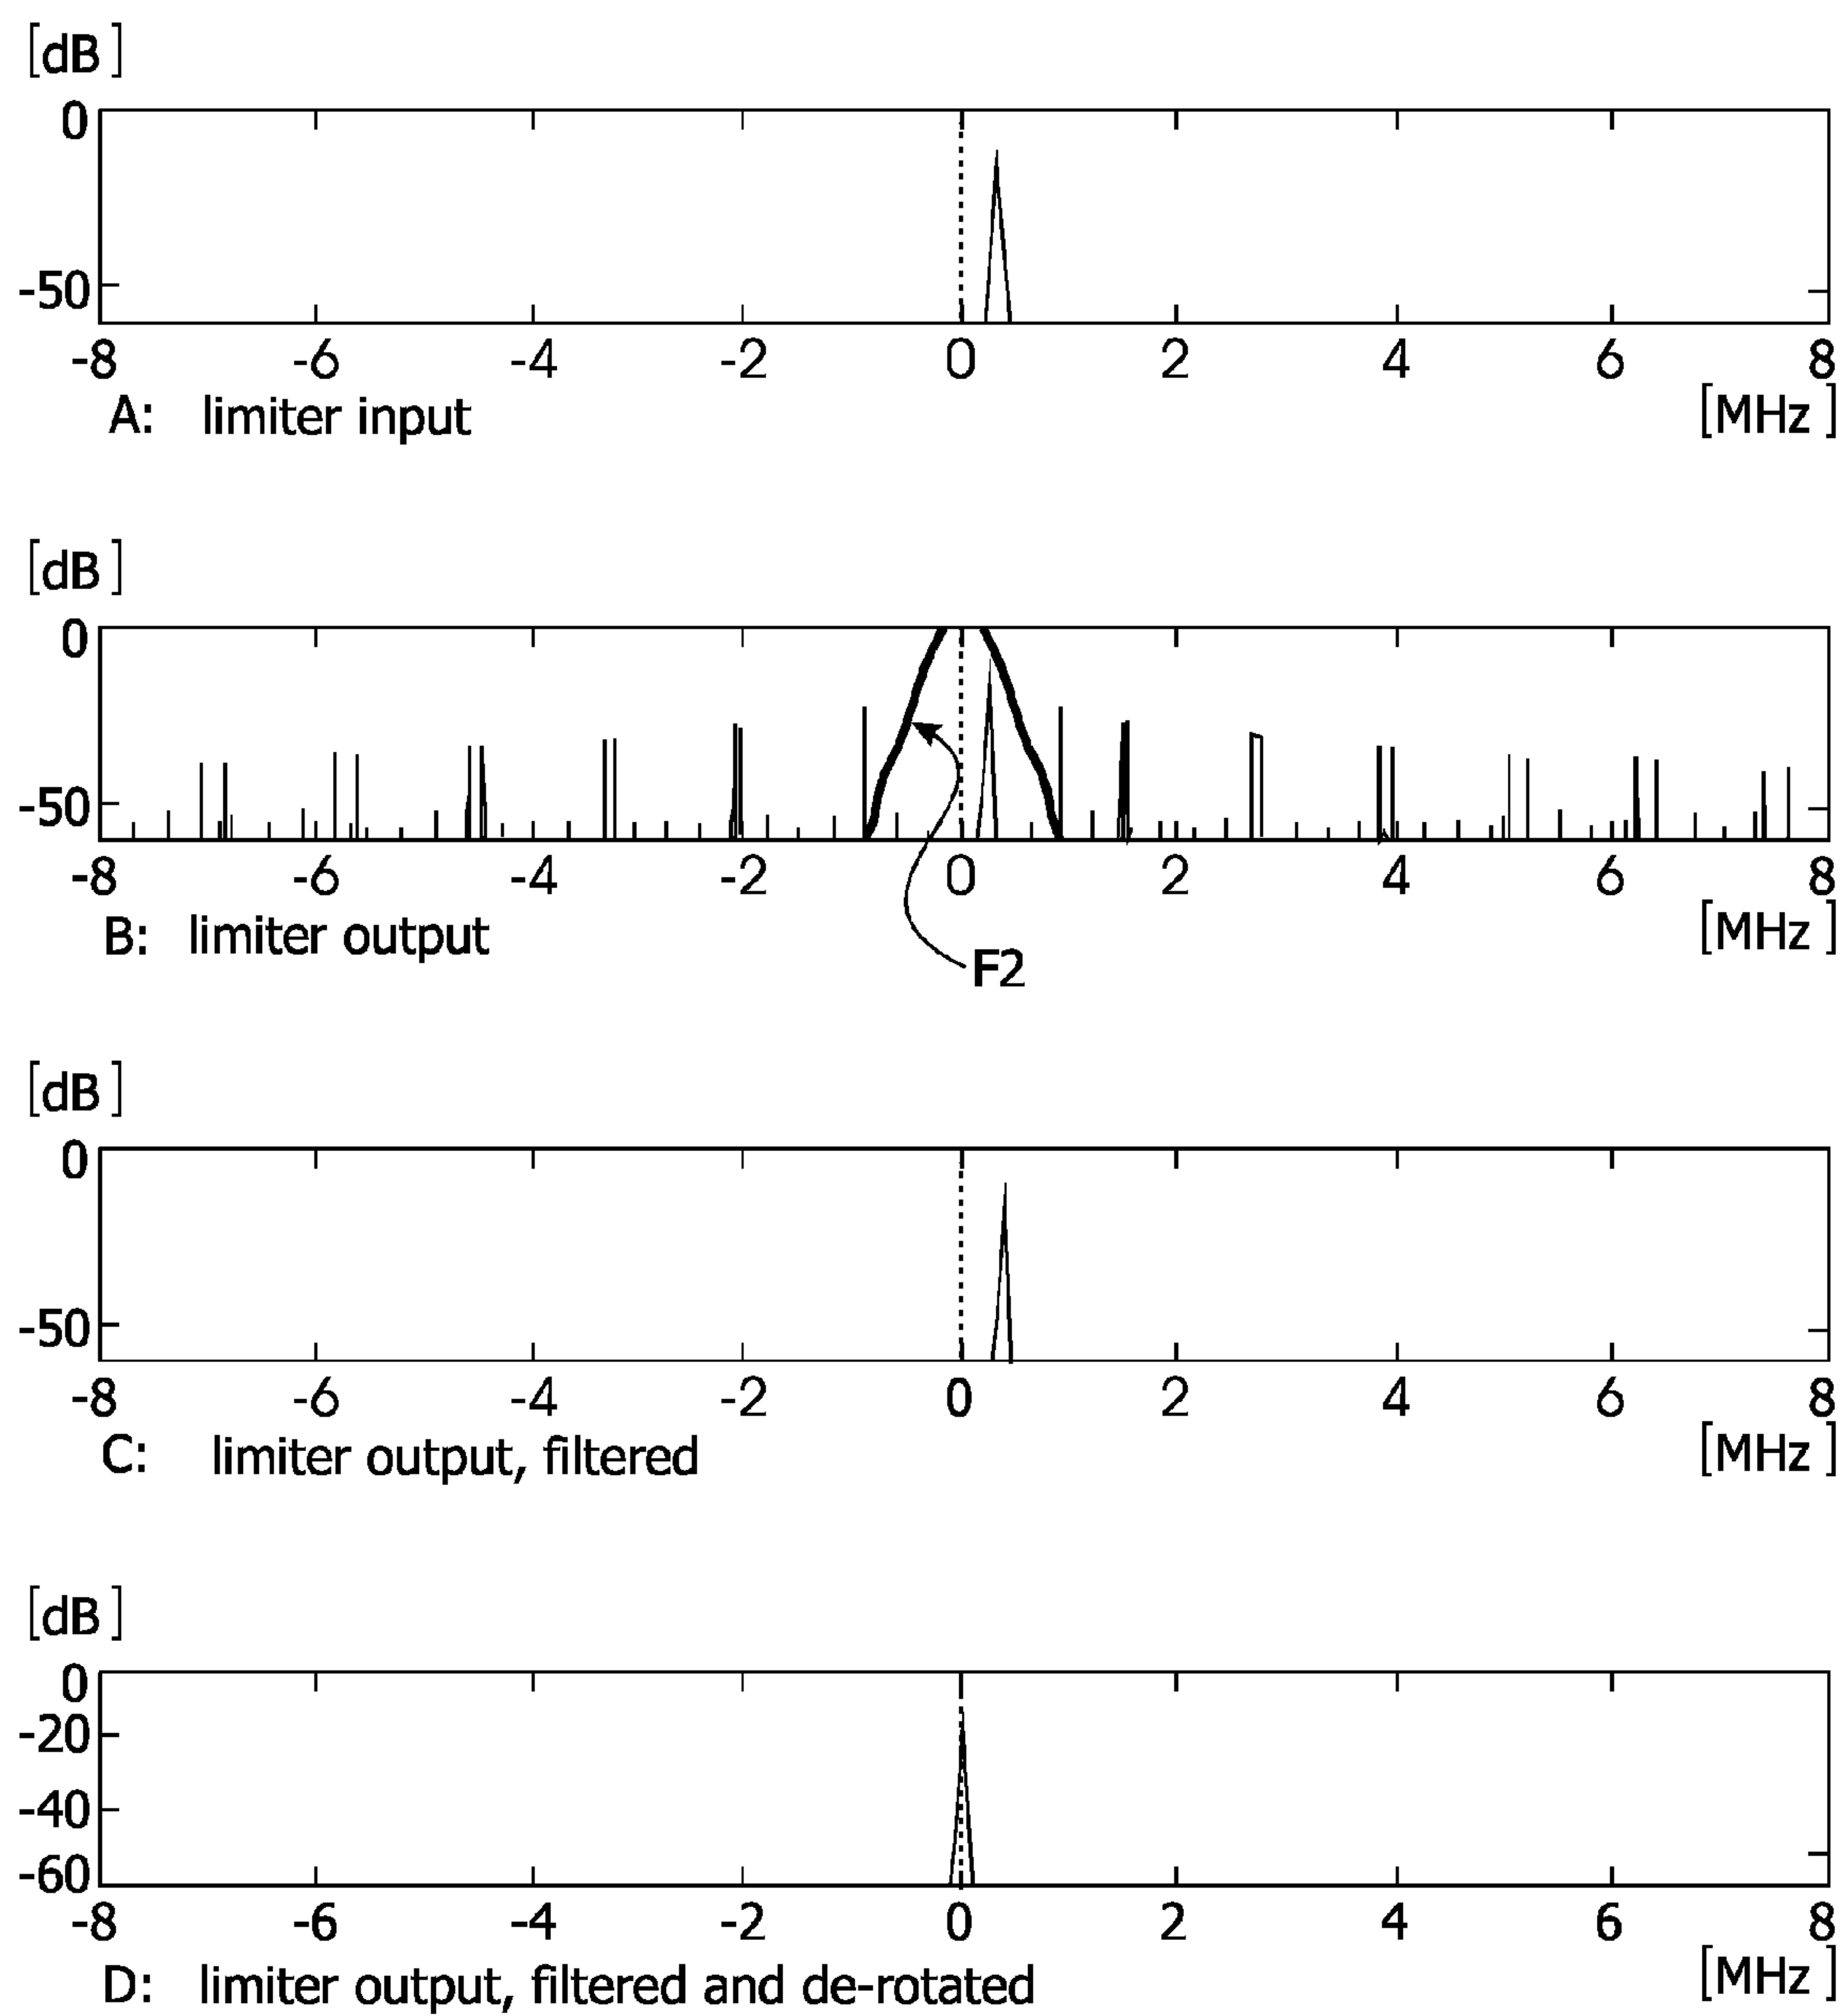 [dB]
0
-50
-8 -6 -4 -2 0 2 4 6 8
A: limiter input [MHz]
[dB]
0
-50
-8 -6 -4 -2 0 2 4 6 8
B: limiter output [MHz]
F2
[dB]
0
-50
-8 -6 -4 -2 0 2 4 6 8
C: limiter output, filtered [MHz]
[dB]
0
-20
-40
-60
-8 -6 -4 -2 0 2 4 6 8
D: limiter output, filtered and de-rotated [MHz]